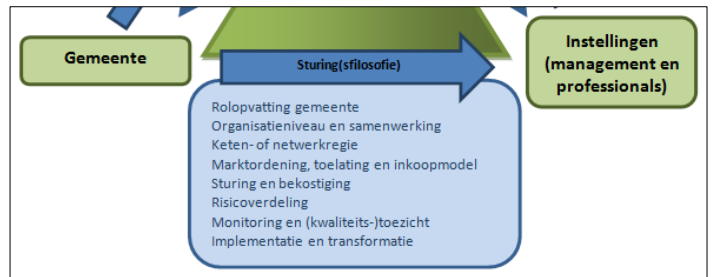 Gemeente
Sturing(sfilosofie)
Instellingen
(management en
professionals)
Rolopvatting gemeente
Organisatieniveau en samenwerking
Keten- of netwerkregie
Marktordening, toelating en inkoopmodel
Sturing en bekostiging
Risicoverdeling
Monitoring en (kwaliteits-)toezicht
Implementatie en transformatie